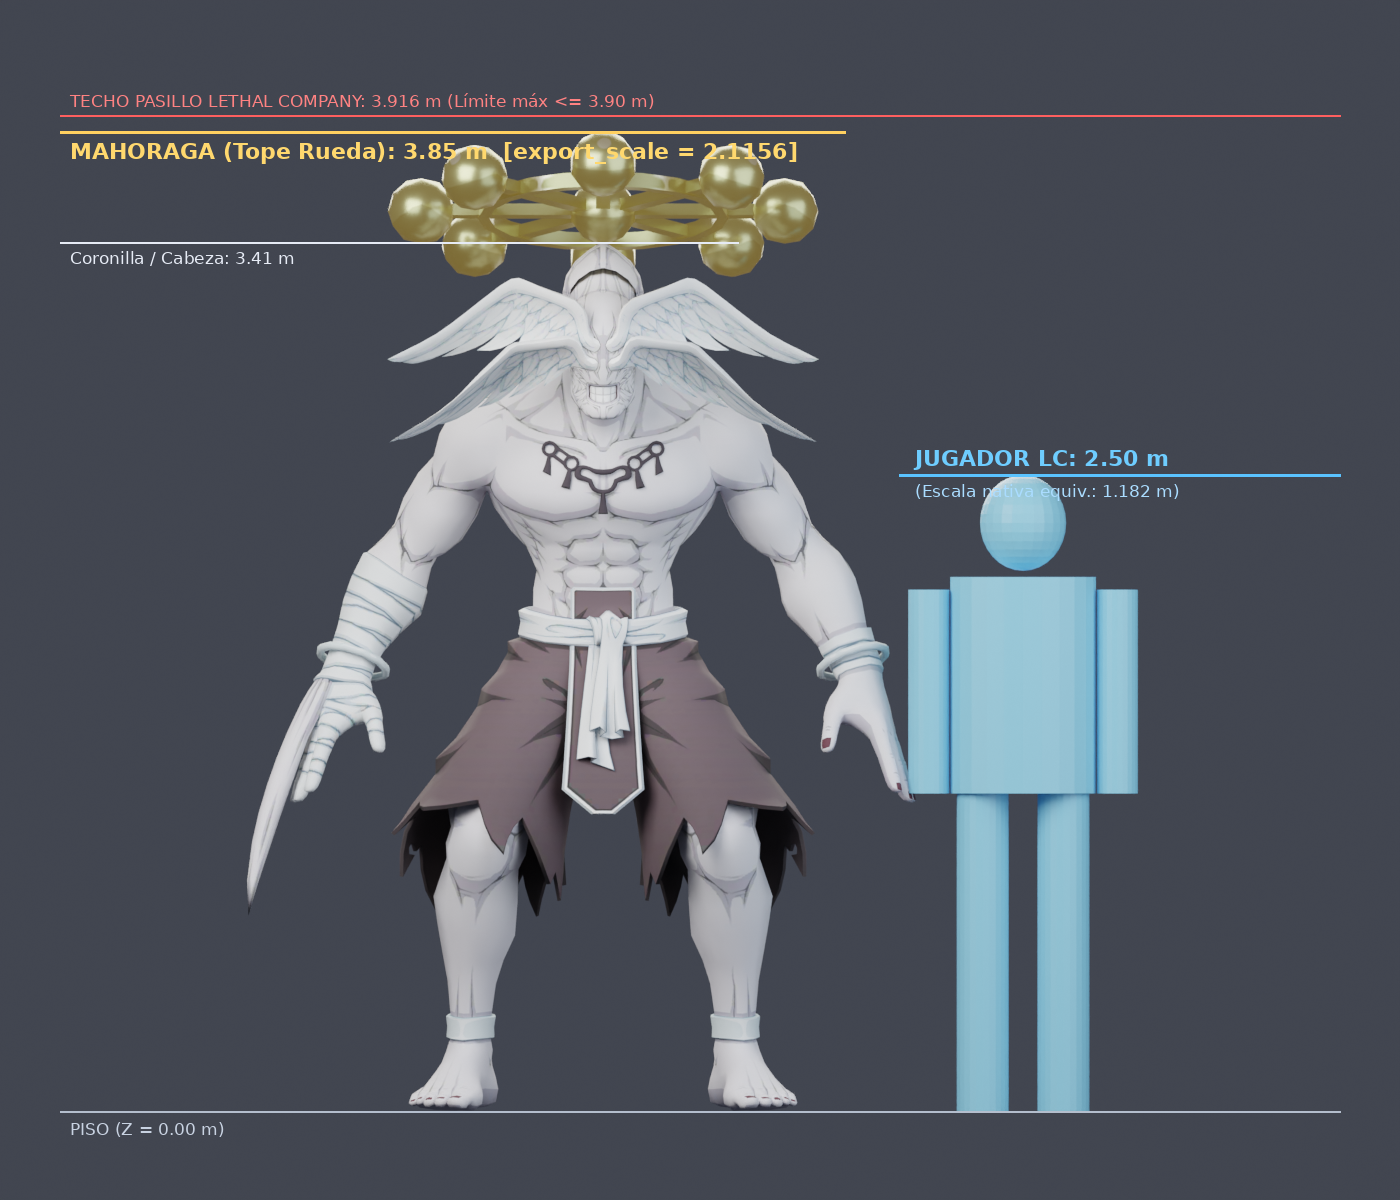 TECHO PASILLO LETHAL COMPANY: 3.916 m (Límite máx <= 3.90 m)
MAHORAGA (Tope Rueda): 3.85 m  [export_scale = 2.1156]
Coronilla / Cabeza: 3.41 m
JUGADOR LC: 2.50 m
(Escala nativa equiv.: 1.182 m)
PISO (Z = 0.00 m)